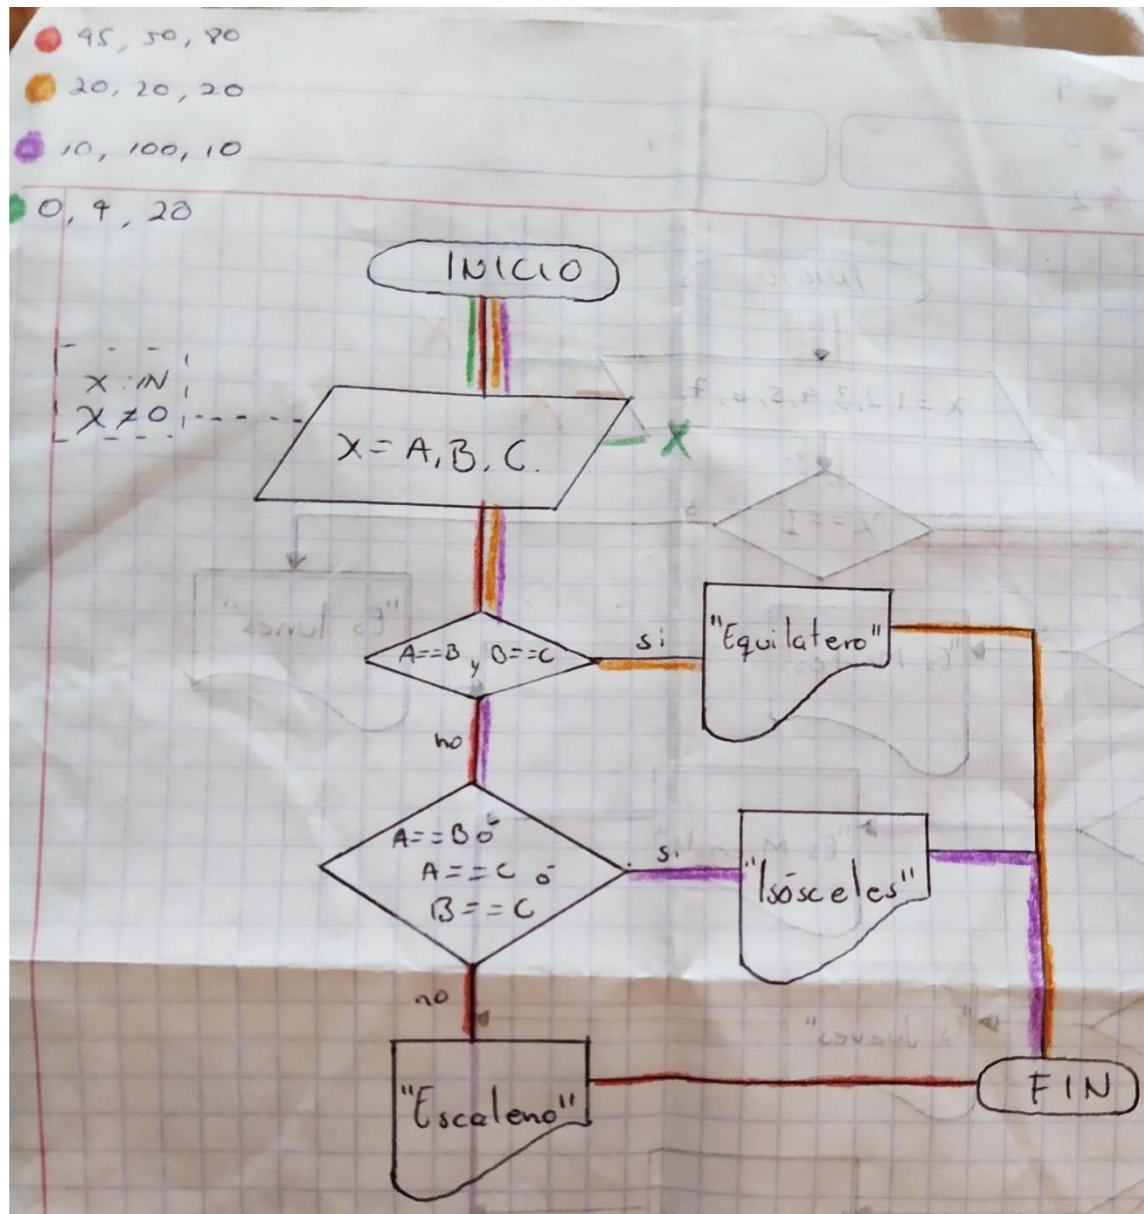 45, 50, 80
20, 20, 20
10, 100, 10
0, 4, 20
INICIO
X : IN
X ≠ 0
X = A, B, C.
X
A==B y B==C
si
"Equilatero"
no
A==B ó
A==C ó
B==C
si
"Isósceles"
no
"Escaleno"
FIN